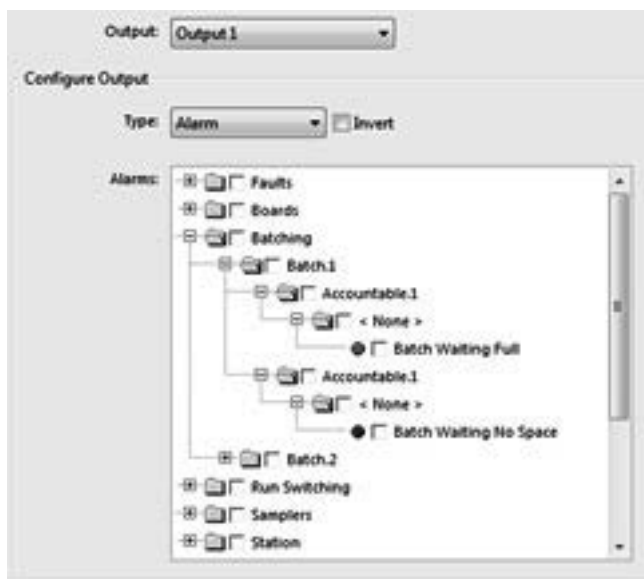 Output: Output 1
Configure Output
Type: Alarm Invert
Alarms: Faults
Boards
Batching
Batch.1
Accountable.1
< None >
Batch Waiting Full
Accountable.1
< None >
Batch Waiting No Space
Batch.2
Run Switching
Samplers
Station